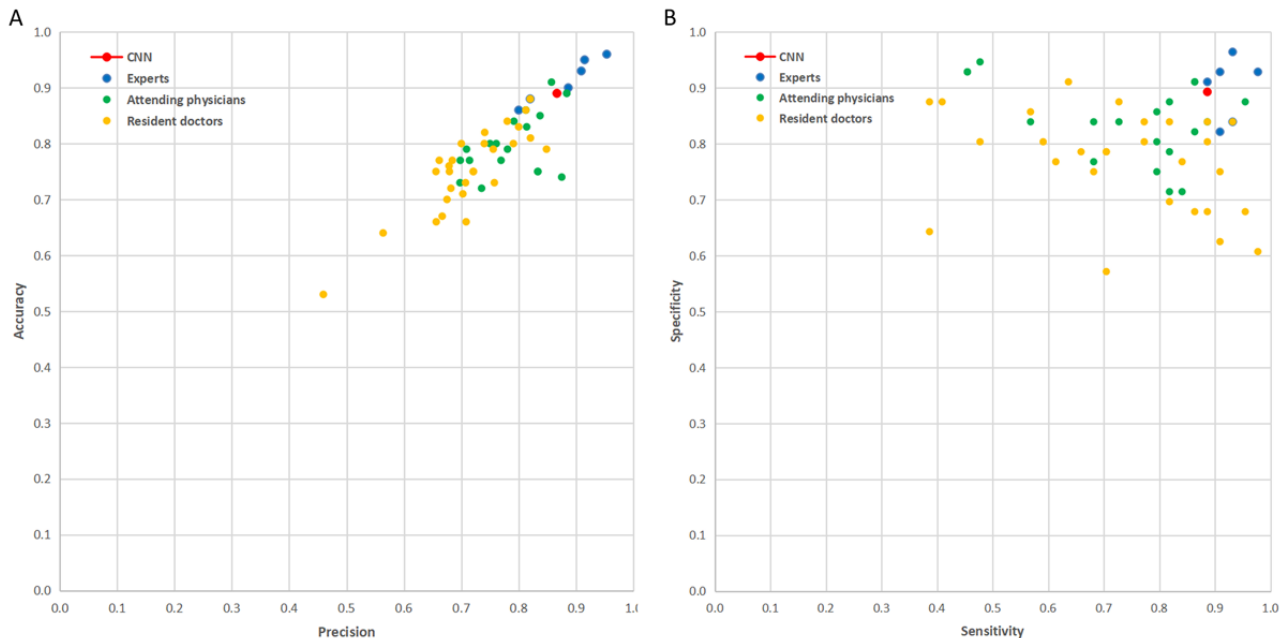 A
1.0
0.9
0.8
0.7
0.6
0.5
0.4
0.3
0.2
0.1
0.0
Accuracy
CNN
Experts
Attending physicians
Resident doctors
0.0 0.1 0.2 0.3 0.4 0.5 0.6 0.7 0.8 0.9 1.0
Precision
B
1.0
0.9
0.8
0.7
0.6
0.5
0.4
0.3
0.2
0.1
0.0
Specificity
CNN
Experts
Attending physicians
Resident doctors
0.0 0.1 0.2 0.3 0.4 0.5 0.6 0.7 0.8 0.9 1.0
Sensitivity